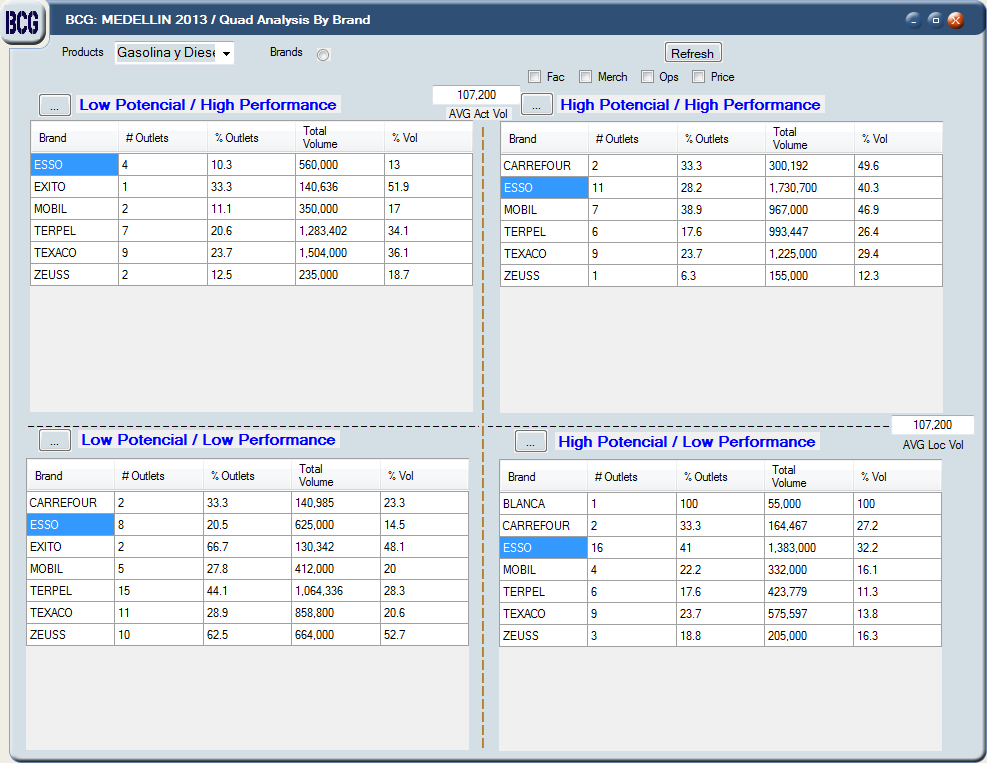 BCG
BCG: MEDELLIN 2013 / Quad Analysis By Brand
Products Gasolina y Diese Brands Refresh
Fac Merch Ops Price
... Low Potencial / High Performance 107,200 ... High Potencial / High Performance
AVG Act Vol
Brand # Outlets % Outlets Total Volume % Vol
ESSO 4 10.3 560,000 13
EXITO 1 33.3 140,636 51.9
MOBIL 2 11.1 350,000 17
TERPEL 7 20.6 1,283,402 34.1
TEXACO 9 23.7 1,504,000 36.1
ZEUSS 2 12.5 235,000 18.7
Brand # Outlets % Outlets Total Volume % Vol
CARREFOUR 2 33.3 300,192 49.6
ESSO 11 28.2 1,730,700 40.3
MOBIL 7 38.9 967,000 46.9
TERPEL 6 17.6 993,447 26.4
TEXACO 9 23.7 1,225,000 29.4
ZEUSS 1 6.3 155,000 12.3
... Low Potencial / Low Performance
Brand # Outlets % Outlets Total Volume % Vol
CARREFOUR 2 33.3 140,985 23.3
ESSO 8 20.5 625,000 14.5
EXITO 2 66.7 130,342 48.1
MOBIL 5 27.8 412,000 20
TERPEL 15 44.1 1,064,336 28.3
TEXACO 11 28.9 858,800 20.6
ZEUSS 10 62.5 664,000 52.7
... High Potencial / Low Performance 107,200
AVG Loc Vol
Brand # Outlets % Outlets Total Volume % Vol
BLANCA 1 100 55,000 100
CARREFOUR 2 33.3 164,467 27.2
ESSO 16 41 1,383,000 32.2
MOBIL 4 22.2 332,000 16.1
TERPEL 6 17.6 423,779 11.3
TEXACO 9 23.7 575,597 13.8
ZEUSS 3 18.8 205,000 16.3